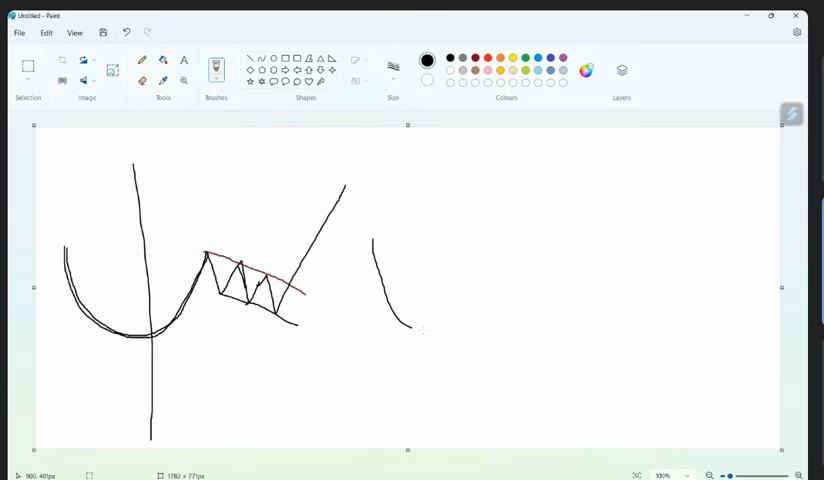 Untitled - Paint
File Edit View
Selection Image Tools Brushes Shapes Size Colours Layers
900, 481px 1782 × 771px 100%